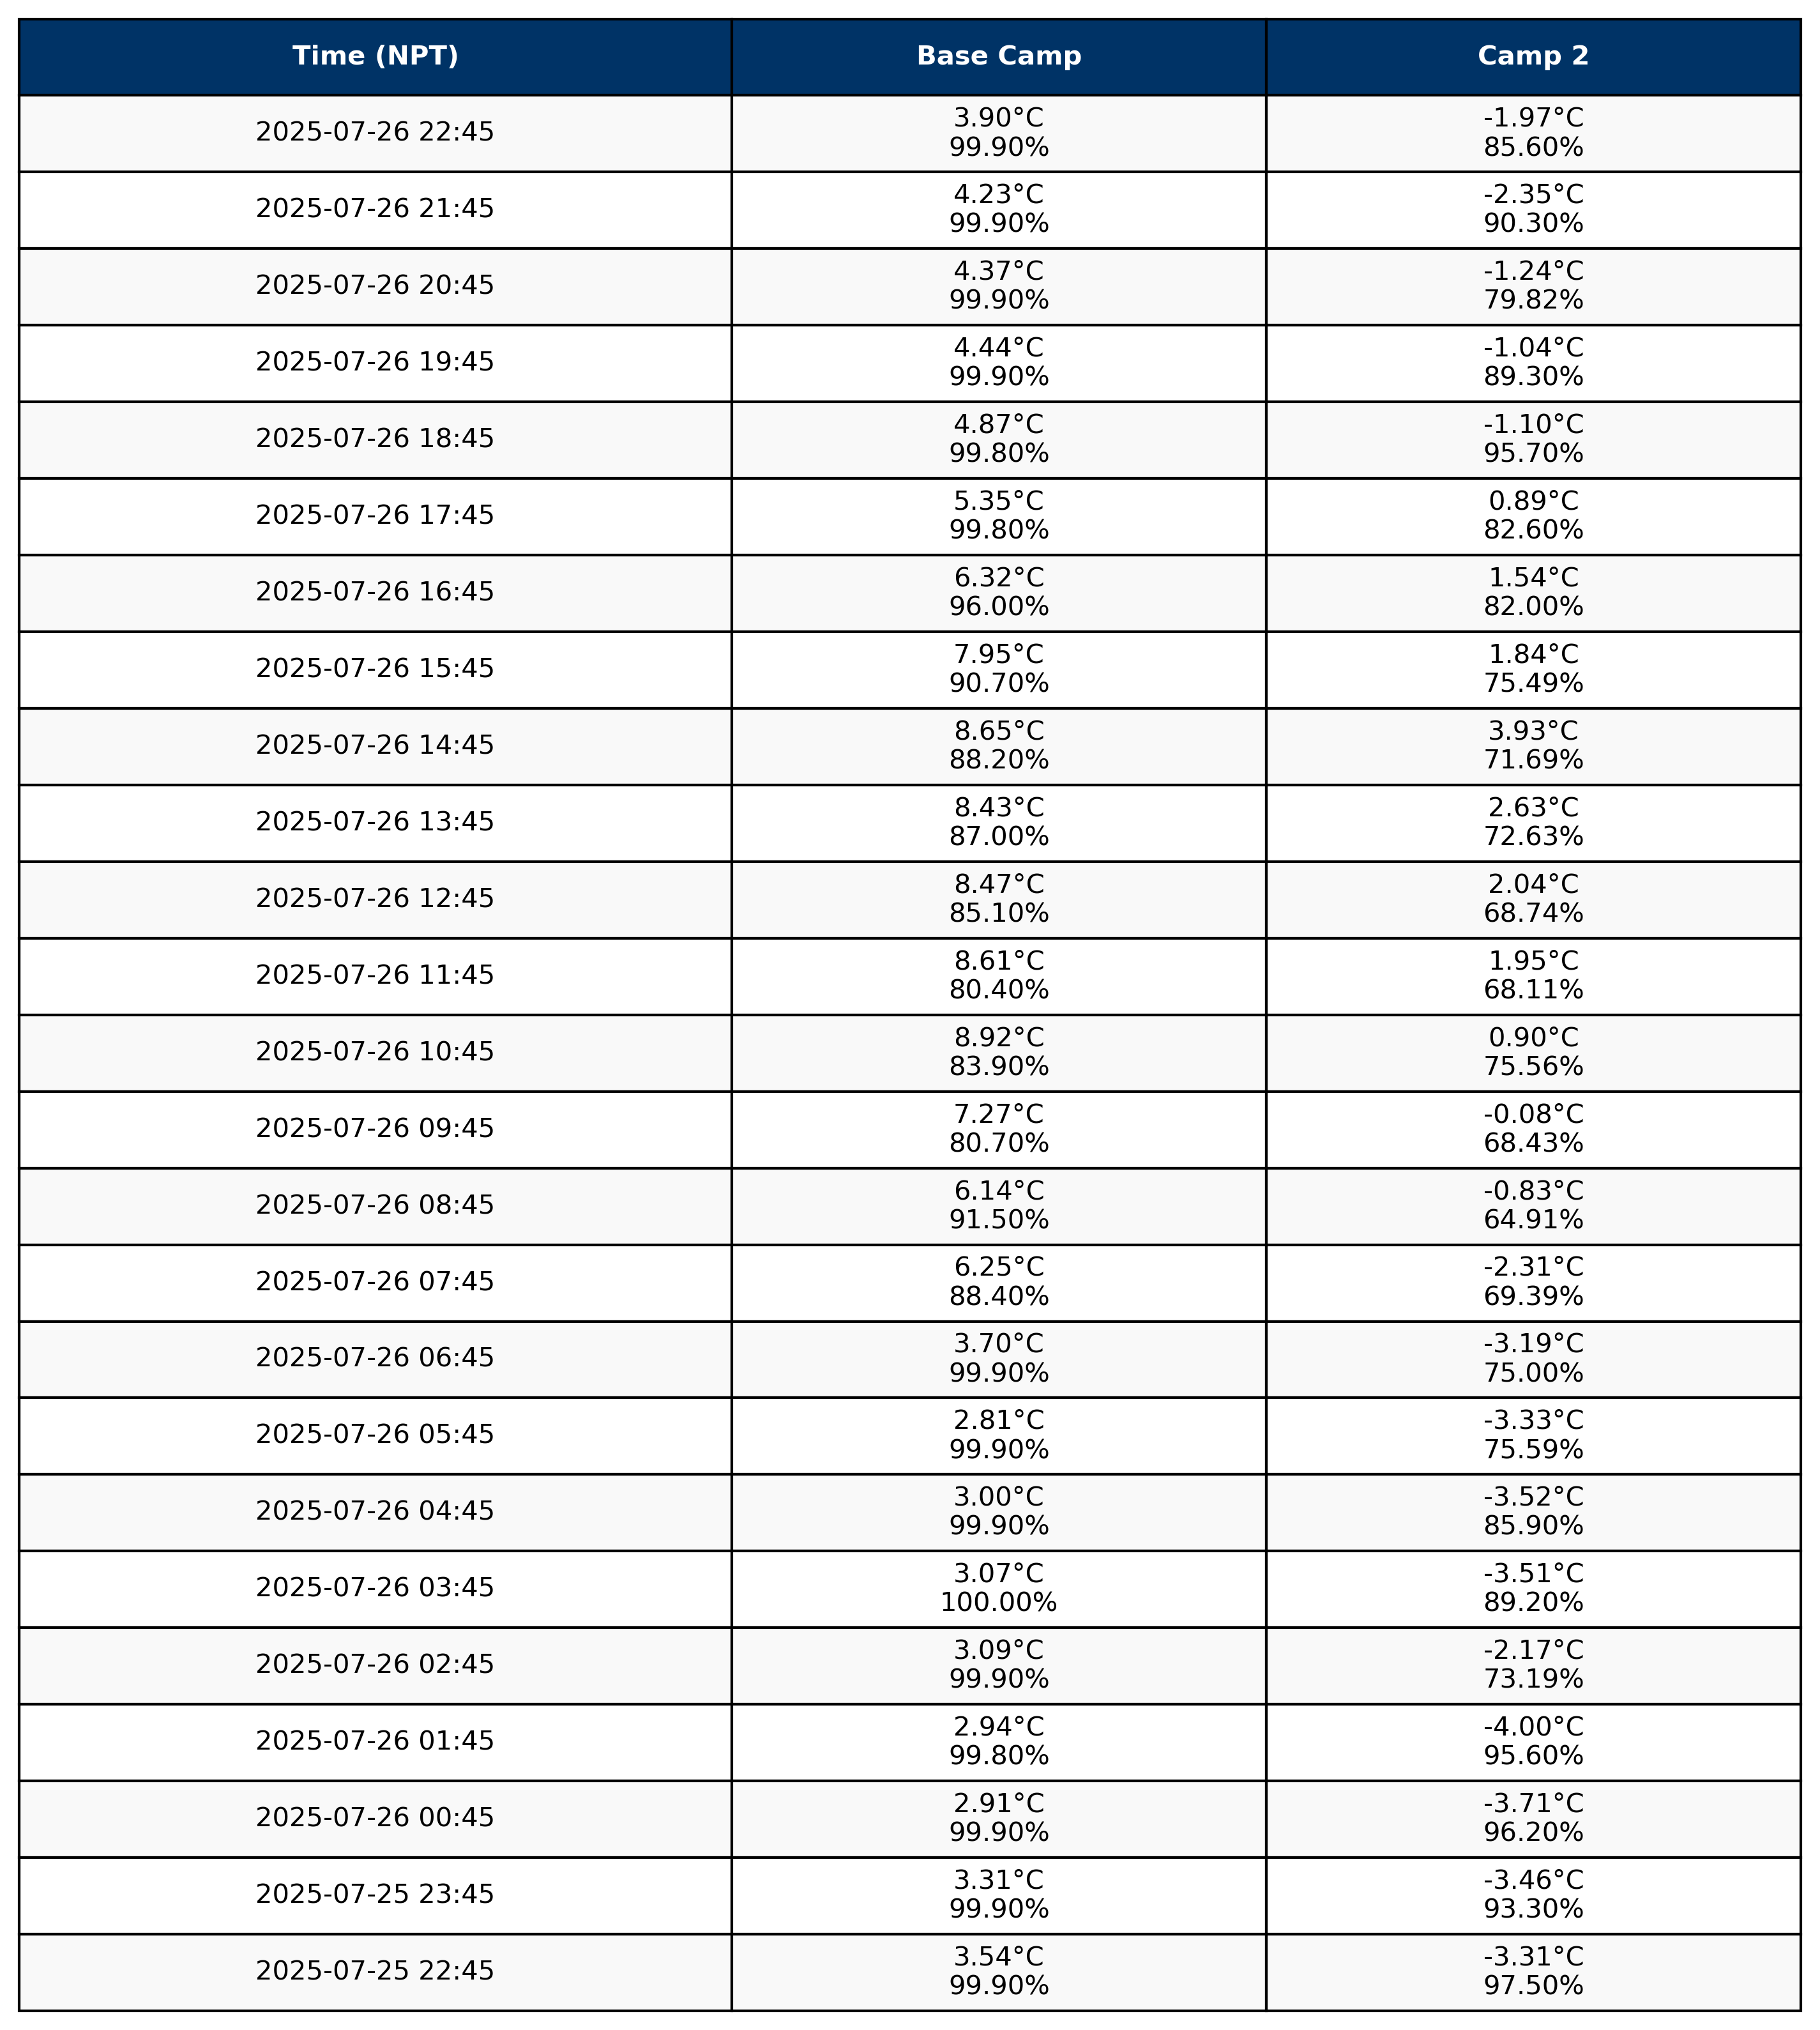 Time (NPT) Base Camp Camp 2
3.90°C -1.97°C
2025-07-26 22:45
99.90% 85.60%
4.23°C -2.35°C
2025-07-26 21:45
99.90% 90.30%
4.37°C -1.24°C
2025-07-26 20:45
99.90% 79.82%
4.44°C -1.04°C
2025-07-26 19:45
99.90% 89.30%
4.87°C -1.10°C
2025-07-26 18:45
99.80% 95.70%
5.35°C 0.89°C
2025-07-26 17:45
99.80% 82.60%
6.32°C 1.54°C
2025-07-26 16:45
96.00% 82.00%
7.95°C 1.84°C
2025-07-26 15:45
90.70% 75.49%
8.65°C 3.93°C
2025-07-26 14:45
88.20% 71.69%
8.43°C 2.63°C
2025-07-26 13:45
87.00% 72.63%
8.47°C 2.04°C
2025-07-26 12:45
85.10% 68.74%
8.61°C 1.95°C
2025-07-26 11:45
80.40% 68.11%
8.92°C 0.90°C
2025-07-26 10:45
83.90% 75.56%
7.27°C -0.08°C
2025-07-26 09:45
80.70% 68.43%
6.14°C -0.83°C
2025-07-26 08:45
91.50% 64.91%
6.25°C -2.31°C
2025-07-26 07:45
88.40% 69.39%
3.70°C -3.19°C
2025-07-26 06:45
99.90% 75.00%
2.81°C -3.33°C
2025-07-26 05:45
99.90% 75.59%
3.00°C -3.52°C
2025-07-26 04:45
99.90% 85.90%
3.07°C -3.51°C
2025-07-26 03:45
100.00% 89.20%
3.09°C -2.17°C
2025-07-26 02:45
99.90% 73.19%
2.94°C -4.00°C
2025-07-26 01:45
99.80% 95.60%
2.91°C -3.71°C
2025-07-26 00:45
99.90% 96.20%
3.31°C -3.46°C
2025-07-25 23:45
99.90% 93.30%
3.54°C -3.31°C
2025-07-25 22:45
99.90% 97.50%